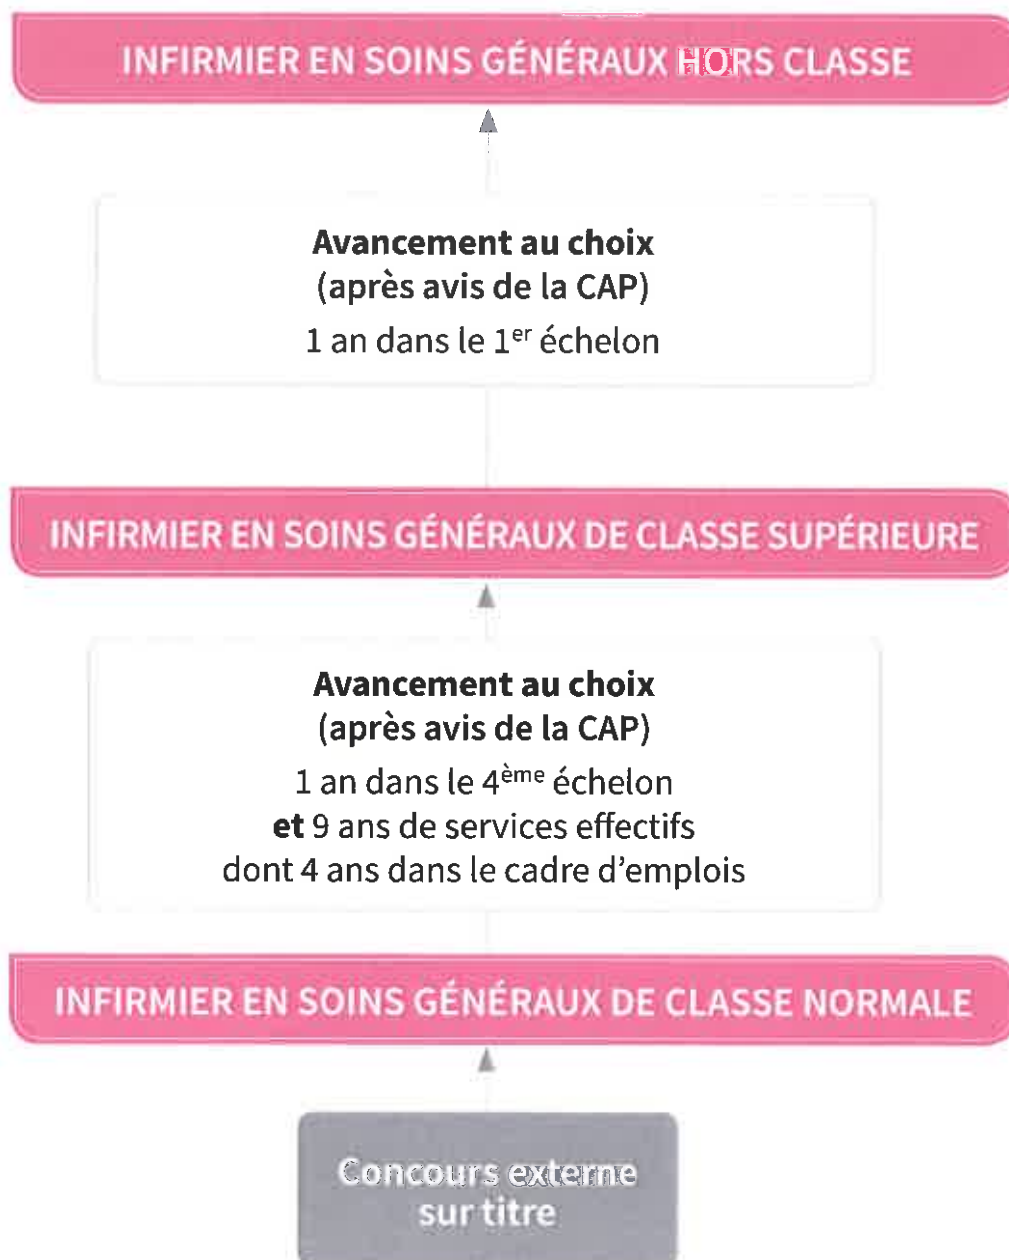 INFIRMIER EN SOINS GÉNÉRAUX HORS CLASSE
Avancement au choix
(après avis de la CAP)
1 an dans le 1er échelon
INFIRMIER EN SOINS GÉNÉRAUX DE CLASSE SUPÉRIEURE
Avancement au choix
(après avis de la CAP)
1 an dans le 4ème échelon
et 9 ans de services effectifs
dont 4 ans dans le cadre d'emplois
INFIRMIER EN SOINS GÉNÉRAUX DE CLASSE NORMALE
Concours externe
sur titre